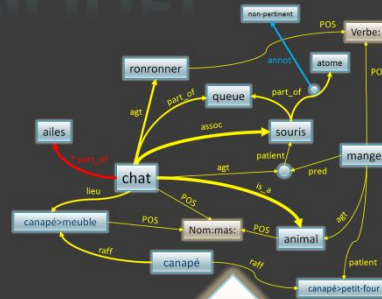 non-pertinent
POS
Verbe:
ronronner
annot
atome
PO
agt
part_of
queue
part_of
ailes
assoc
souris
* part_of
patient
mange
chat
agt
pred
lieu
is_a
POS
agt
canapé>meuble
POS
Nom:mas:
POS
animal
raff
canapé
raff
patient
canapé>petit-four